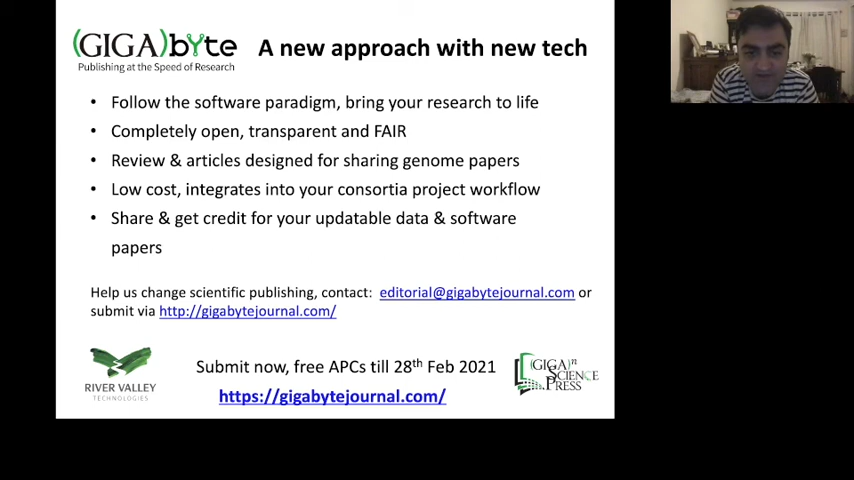 (GIGA)byte
Publishing at the Speed of Research
A new approach with new tech
• Follow the software paradigm, bring your research to life
• Completely open, transparent and FAIR
• Review & articles designed for sharing genome papers
• Low cost, integrates into your consortia project workflow
• Share & get credit for your updatable data & software
papers
Help us change scientific publishing, contact: editorial@gigabytejournal.com or
submit via http://gigabytejournal.com/
RIVER VALLEY
TECHNOLOGIES
Submit now, free APCs till 28th Feb 2021
https://gigabytejournal.com/
(GIGA)n
SCIENCE
PRESS